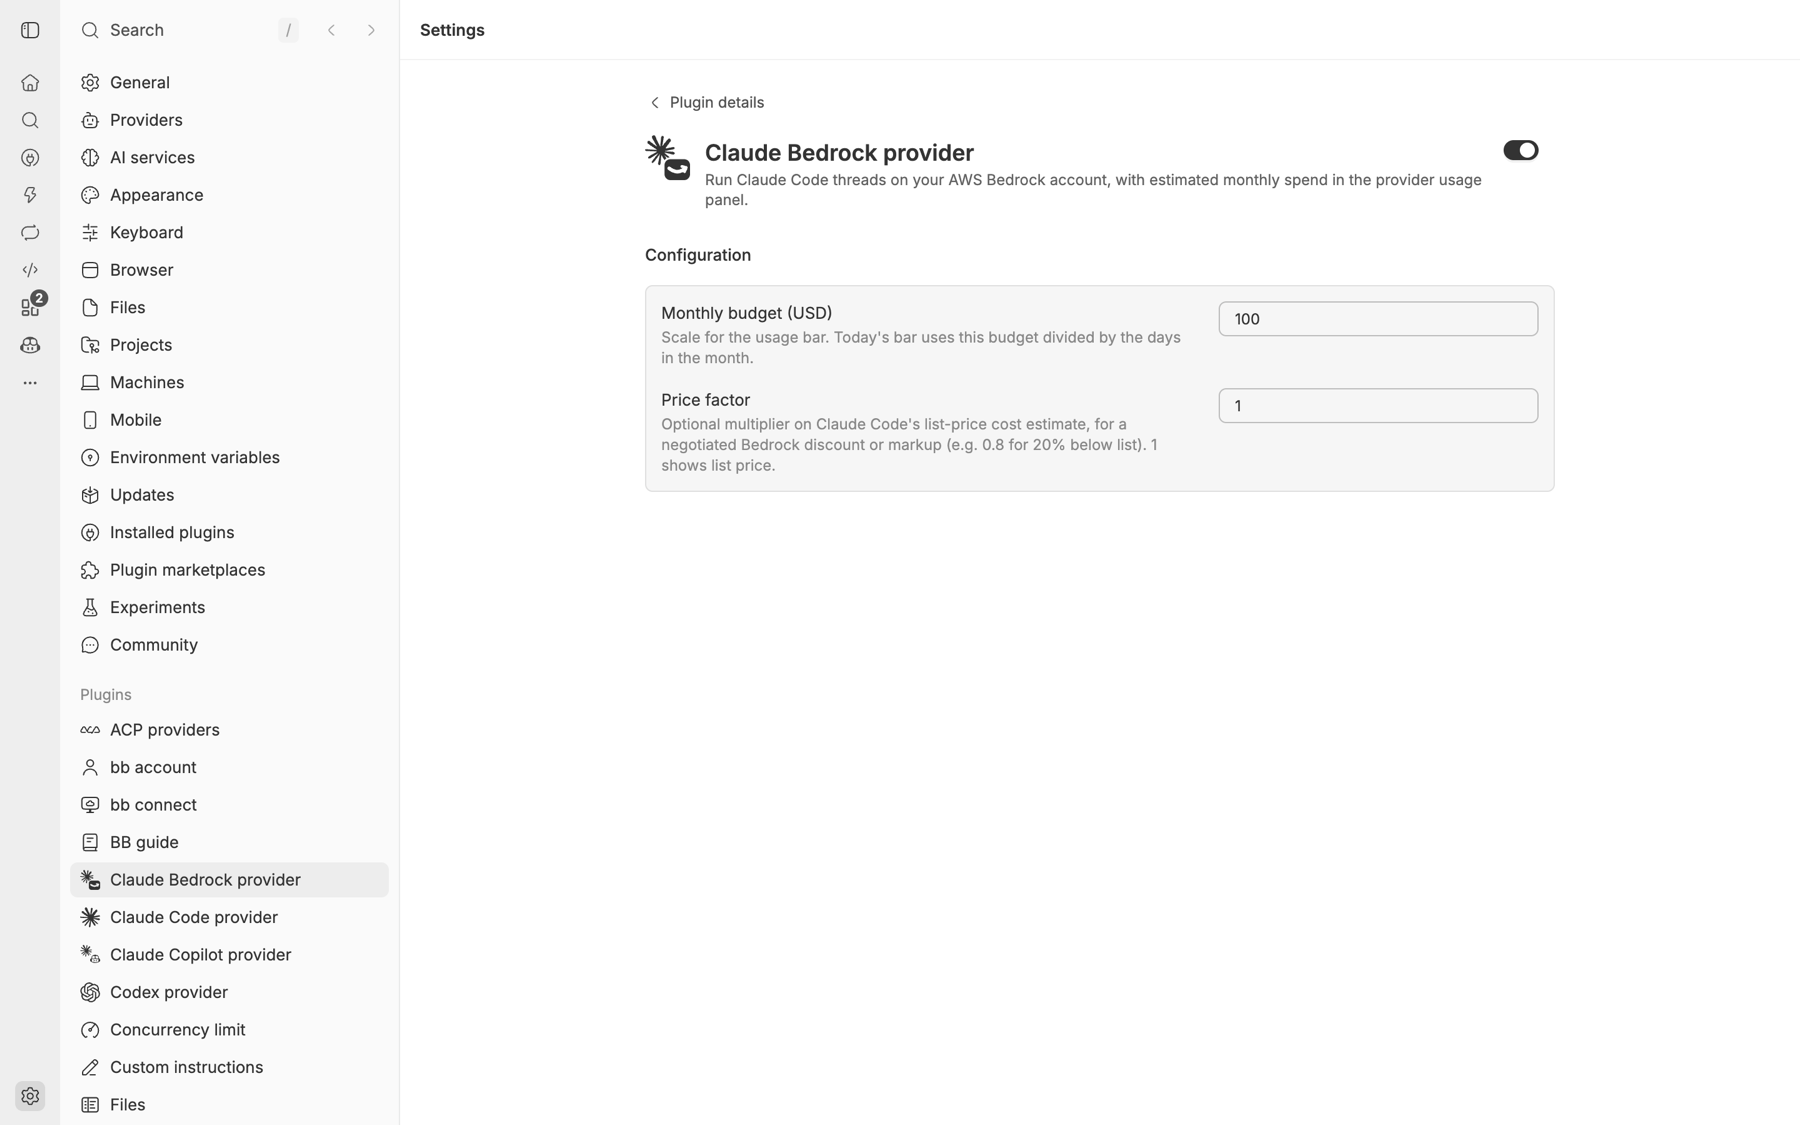 Search
/
Settings
General
Providers
AI services
Appearance
Keyboard
Browser
Files
Projects
Machines
Mobile
Environment variables
Updates
Installed plugins
Plugin marketplaces
Experiments
Community
Plugins
ACP providers
bb account
bb connect
BB guide
Claude Bedrock provider
Claude Code provider
Claude Copilot provider
Codex provider
Concurrency limit
Custom instructions
Files
2
Plugin details
Claude Bedrock provider
Run Claude Code threads on your AWS Bedrock account, with estimated monthly spend in the provider usage
panel.
Configuration
Monthly budget (USD)
Scale for the usage bar. Today's bar uses this budget divided by the days
in the month.
100
Price factor
Optional multiplier on Claude Code's list-price cost estimate, for a
negotiated Bedrock discount or markup (e.g. 0.8 for 20% below list). 1
shows list price.
1